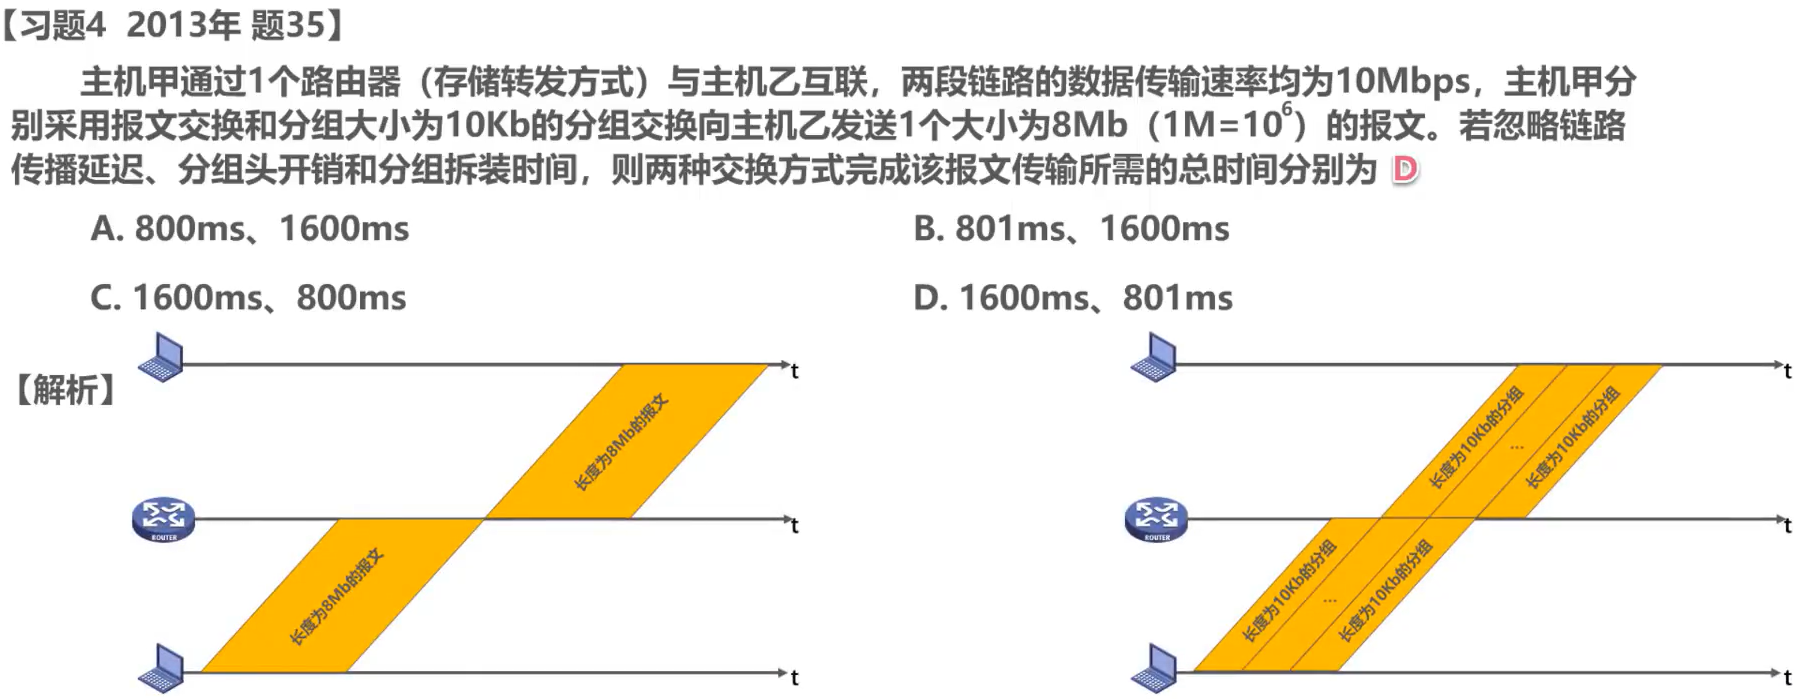 【习题4 2013年 题35】
主机甲通过1个路由器（存储转发方式）与主机乙互联，两段链路的数据传输速率均为10Mbps，主机甲分
别采用报文交换和分组大小为10Kb的分组交换向主机乙发送1个大小为8Mb（1M=10⁶）的报文。若忽略链路
传播延迟、分组头开销和分组拆装时间，则两种交换方式完成该报文传输所需的总时间分别为 D
A. 800ms、1600ms
B. 801ms、1600ms
C. 1600ms、800ms
D. 1600ms、801ms
【解析】
t
长度为8Mb的报文
ROUTER
t
长度为8Mb的报文
t
t
长度为10Kb的分组
...
长度为10Kb的分组
ROUTER
t
长度为10Kb的分组
...
长度为10Kb的分组
t